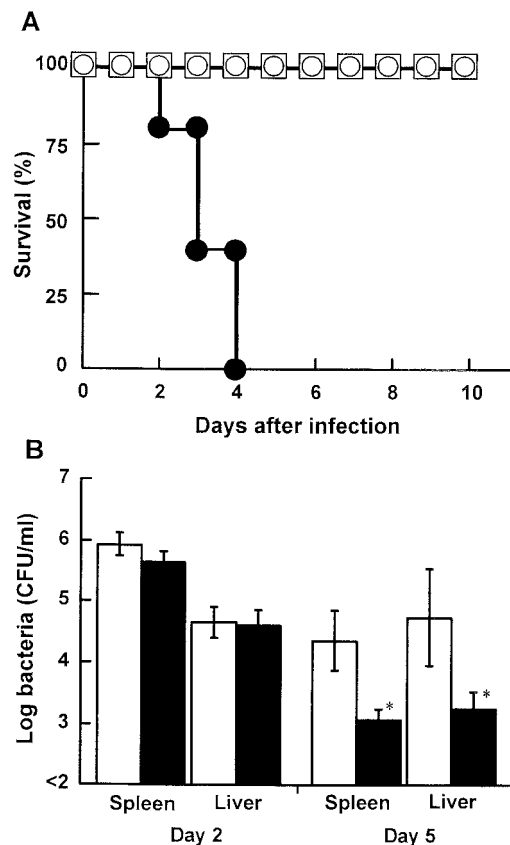 A
100
75
50
25
0
Survival (%)
0 2 4 6 8 10
Days after infection
B
7
6
5
4
3
<2
Log bacteria (CFU/ml)
* *
Spleen Liver Spleen Liver
Day 2 Day 5